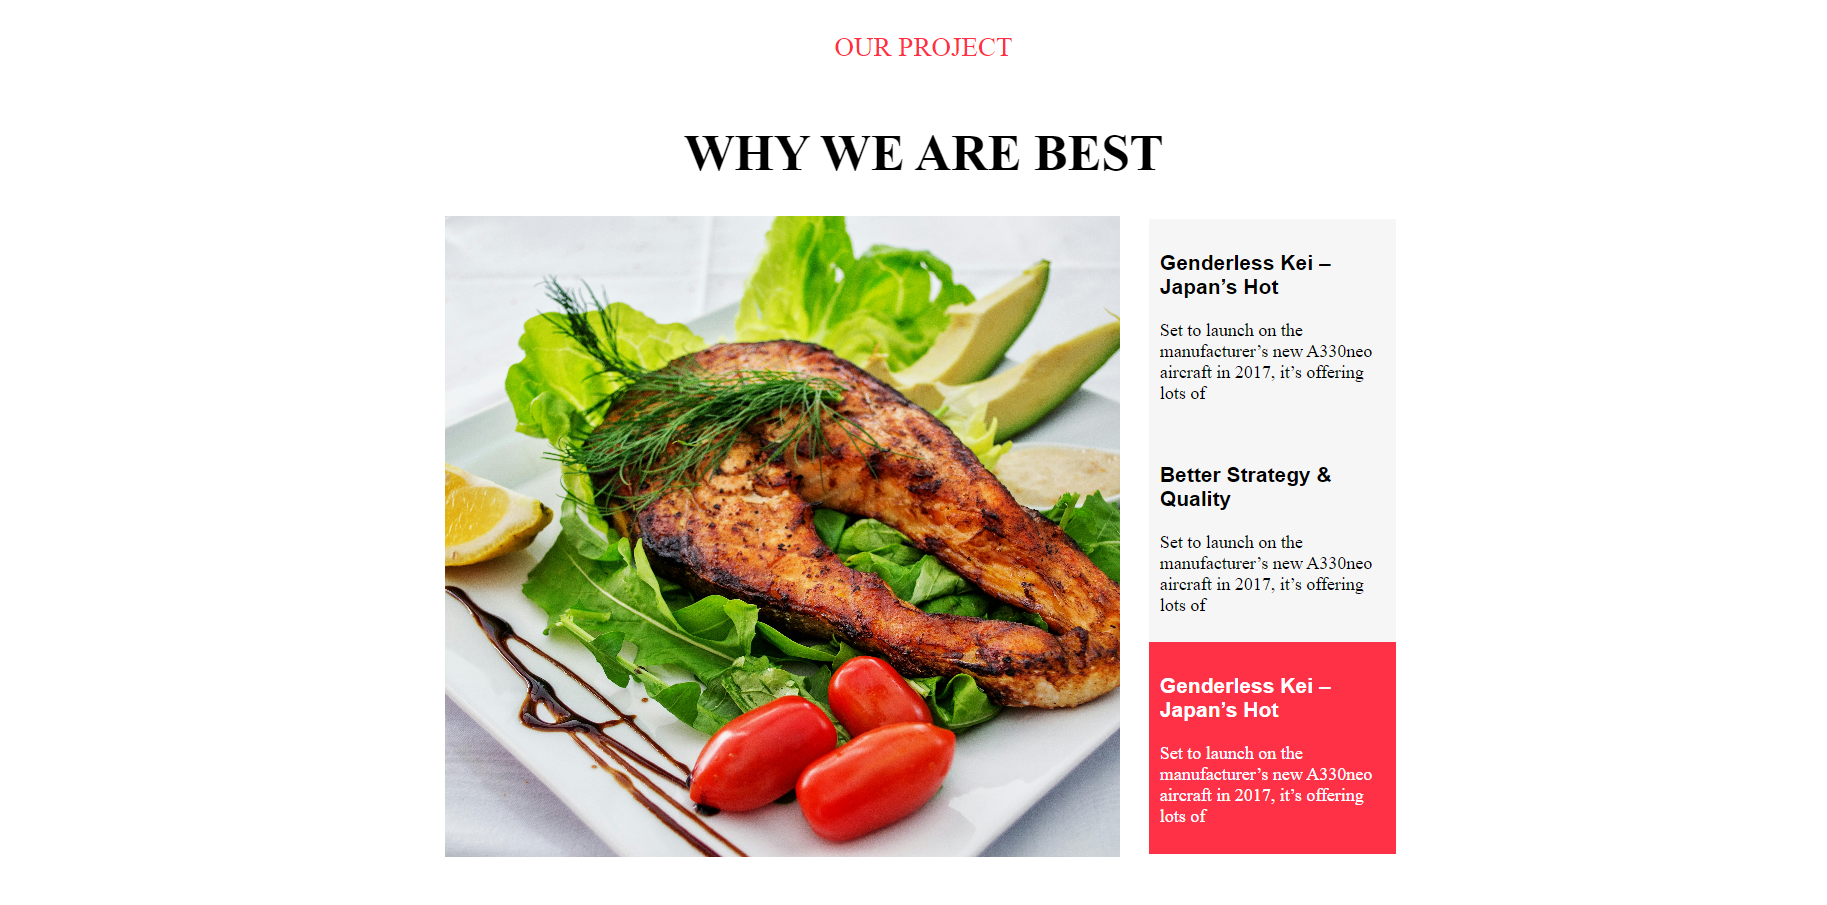 OUR PROJECT
WHY WE ARE BEST
Genderless Kei –
Japan’s Hot
Set to launch on the
manufacturer’s new A330neo
aircraft in 2017, it’s offering
lots of
Better Strategy &
Quality
Set to launch on the
manufacturer’s new A330neo
aircraft in 2017, it’s offering
lots of
Genderless Kei –
Japan’s Hot
Set to launch on the
manufacturer’s new A330neo
aircraft in 2017, it’s offering
lots of